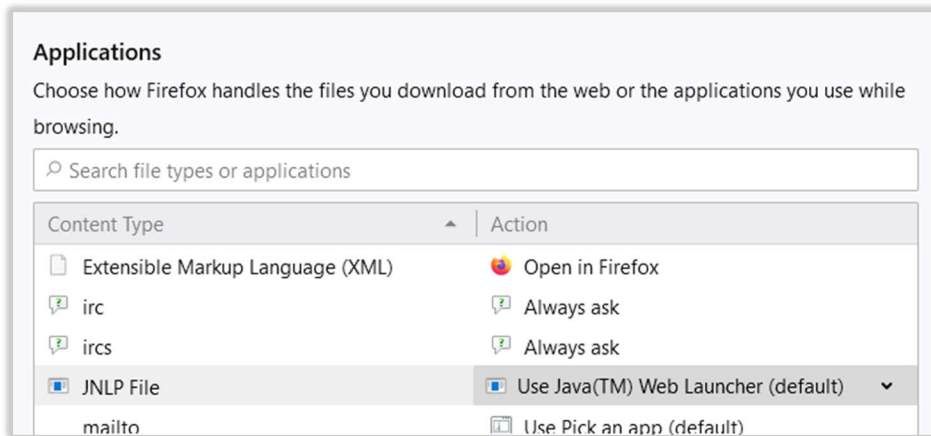 Applications
Choose how Firefox handles the files you download from the web or the applications you use while
browsing.
Search file types or applications
Content Type Action
Extensible Markup Language (XML) Open in Firefox
irc Always ask
ircs Always ask
JNLP File Use Java(TM) Web Launcher (default)
mailto Use Pick an app (default)